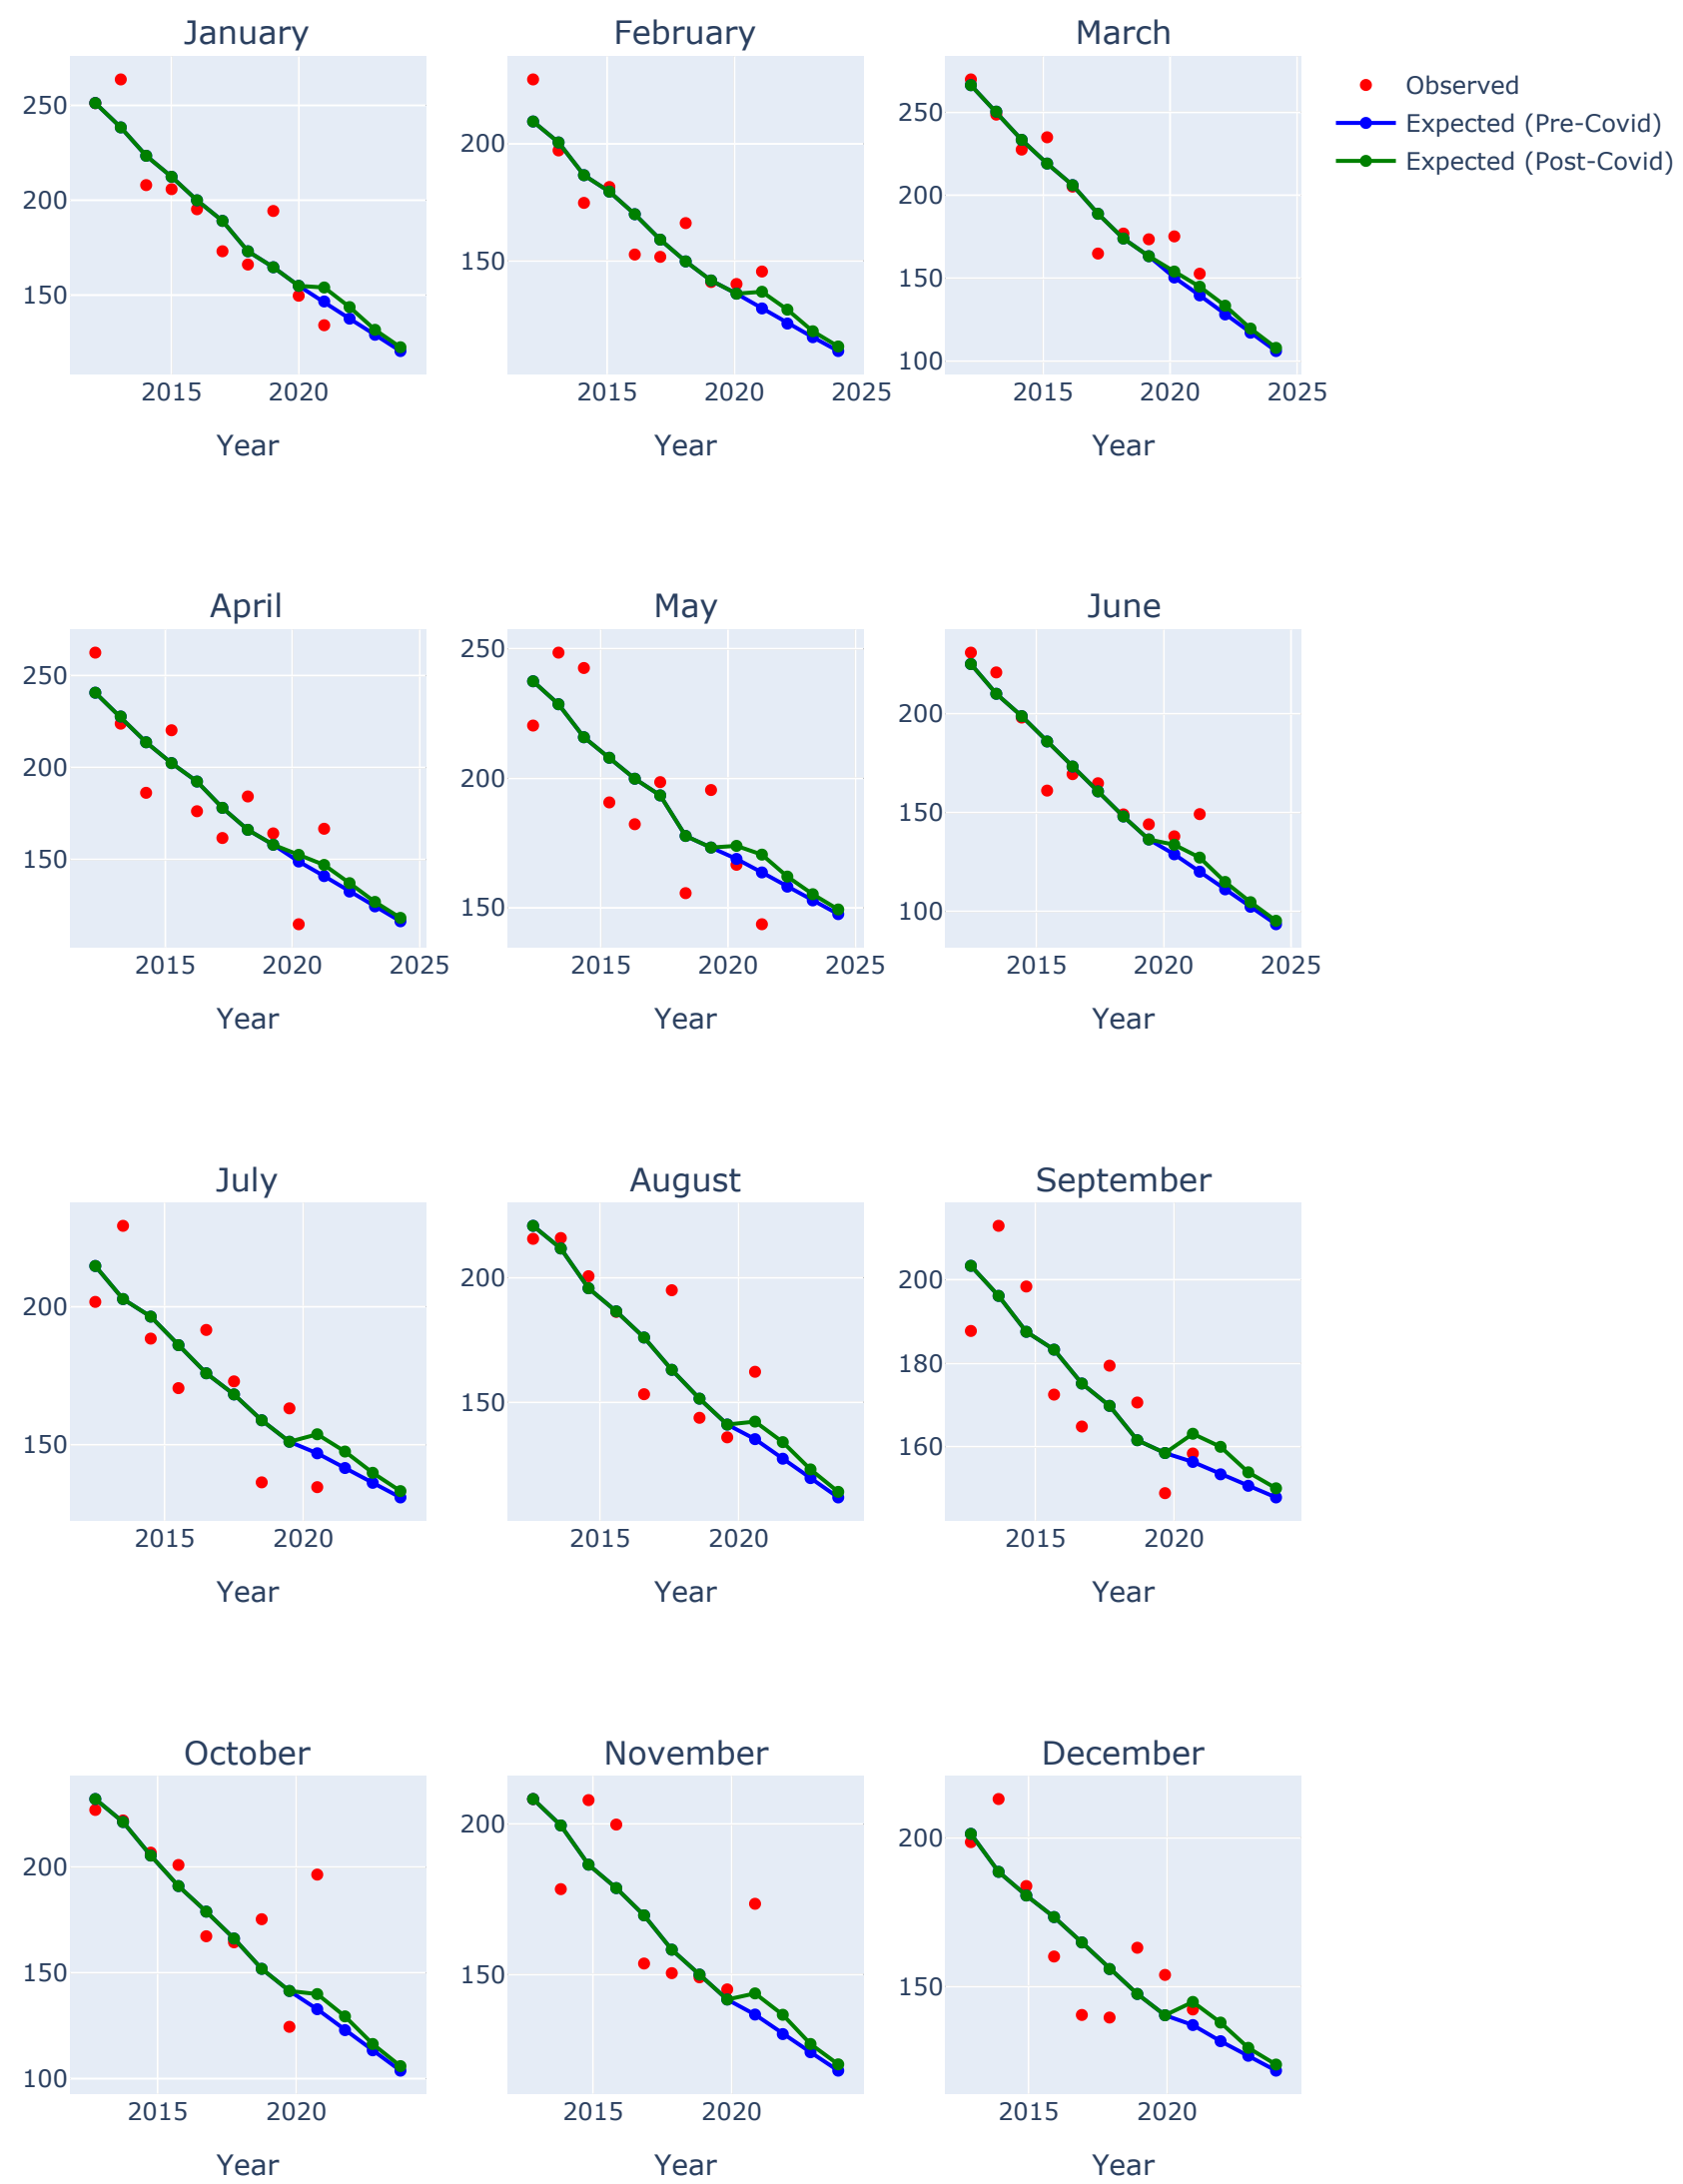 January
February
March
Observed
Expected (Pre-Covid)
Expected (Post-Covid)
250
200
150
2015
2020
Year
200
150
2015
2020
2025
Year
250
200
150
100
2015
2020
2025
Year
April
May
June
250
200
150
2015
2020
2025
Year
250
200
150
2015
2020
2025
Year
200
150
100
2015
2020
2025
Year
July
August
September
200
150
2015
2020
Year
200
150
2015
2020
Year
200
180
160
2015
2020
Year
October
November
December
200
150
100
2015
2020
Year
200
150
2015
2020
Year
200
150
2015
2020
Year